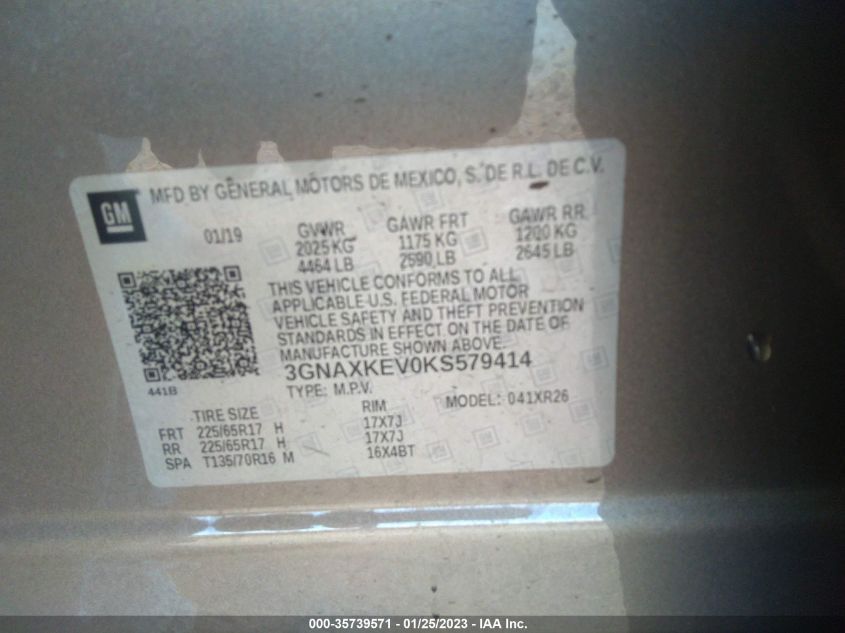 MFD BY GENERAL MOTORS DE MEXICO, S. DE R.L. DE C.V.
GM
01/19 GVWR GAWR FRT GAWR RR
2025 KG 1175 KG 1200 KG
4464 LB 2590 LB 2645 LB
THIS VEHICLE CONFORMS TO ALL
APPLICABLE U.S. FEDERAL MOTOR
VEHICLE SAFETY AND THEFT PREVENTION
STANDARDS IN EFFECT ON THE DATE OF
MANUFACTURE SHOWN ABOVE.
3GNAXKEV0KS579414
441B
TYPE: M.P.V. MODEL: 041XR26
TIRE SIZE RIM
FRT 225/65R17 H 17X7J
RR 225/65R17 H 17X7J
SPA T135/70R16 M 16X4BT
000-35739571 - 01/25/2023 - IAA Inc.